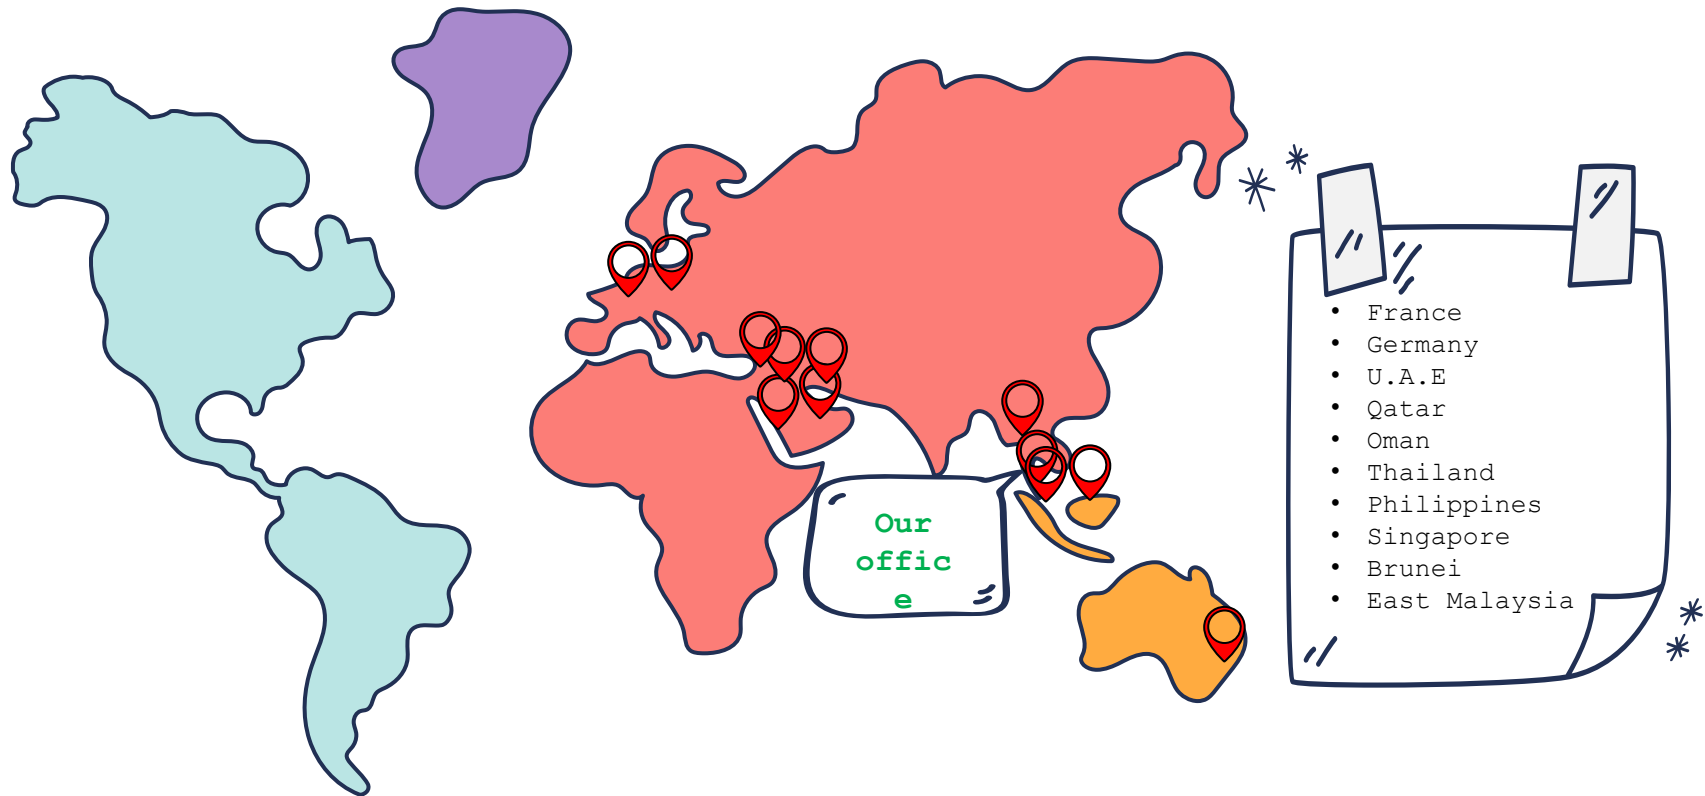 Our
offic
e
• France
• Germany
• U.A.E
• Qatar
• Oman
• Thailand
• Philippines
• Singapore
• Brunei
• East Malaysia